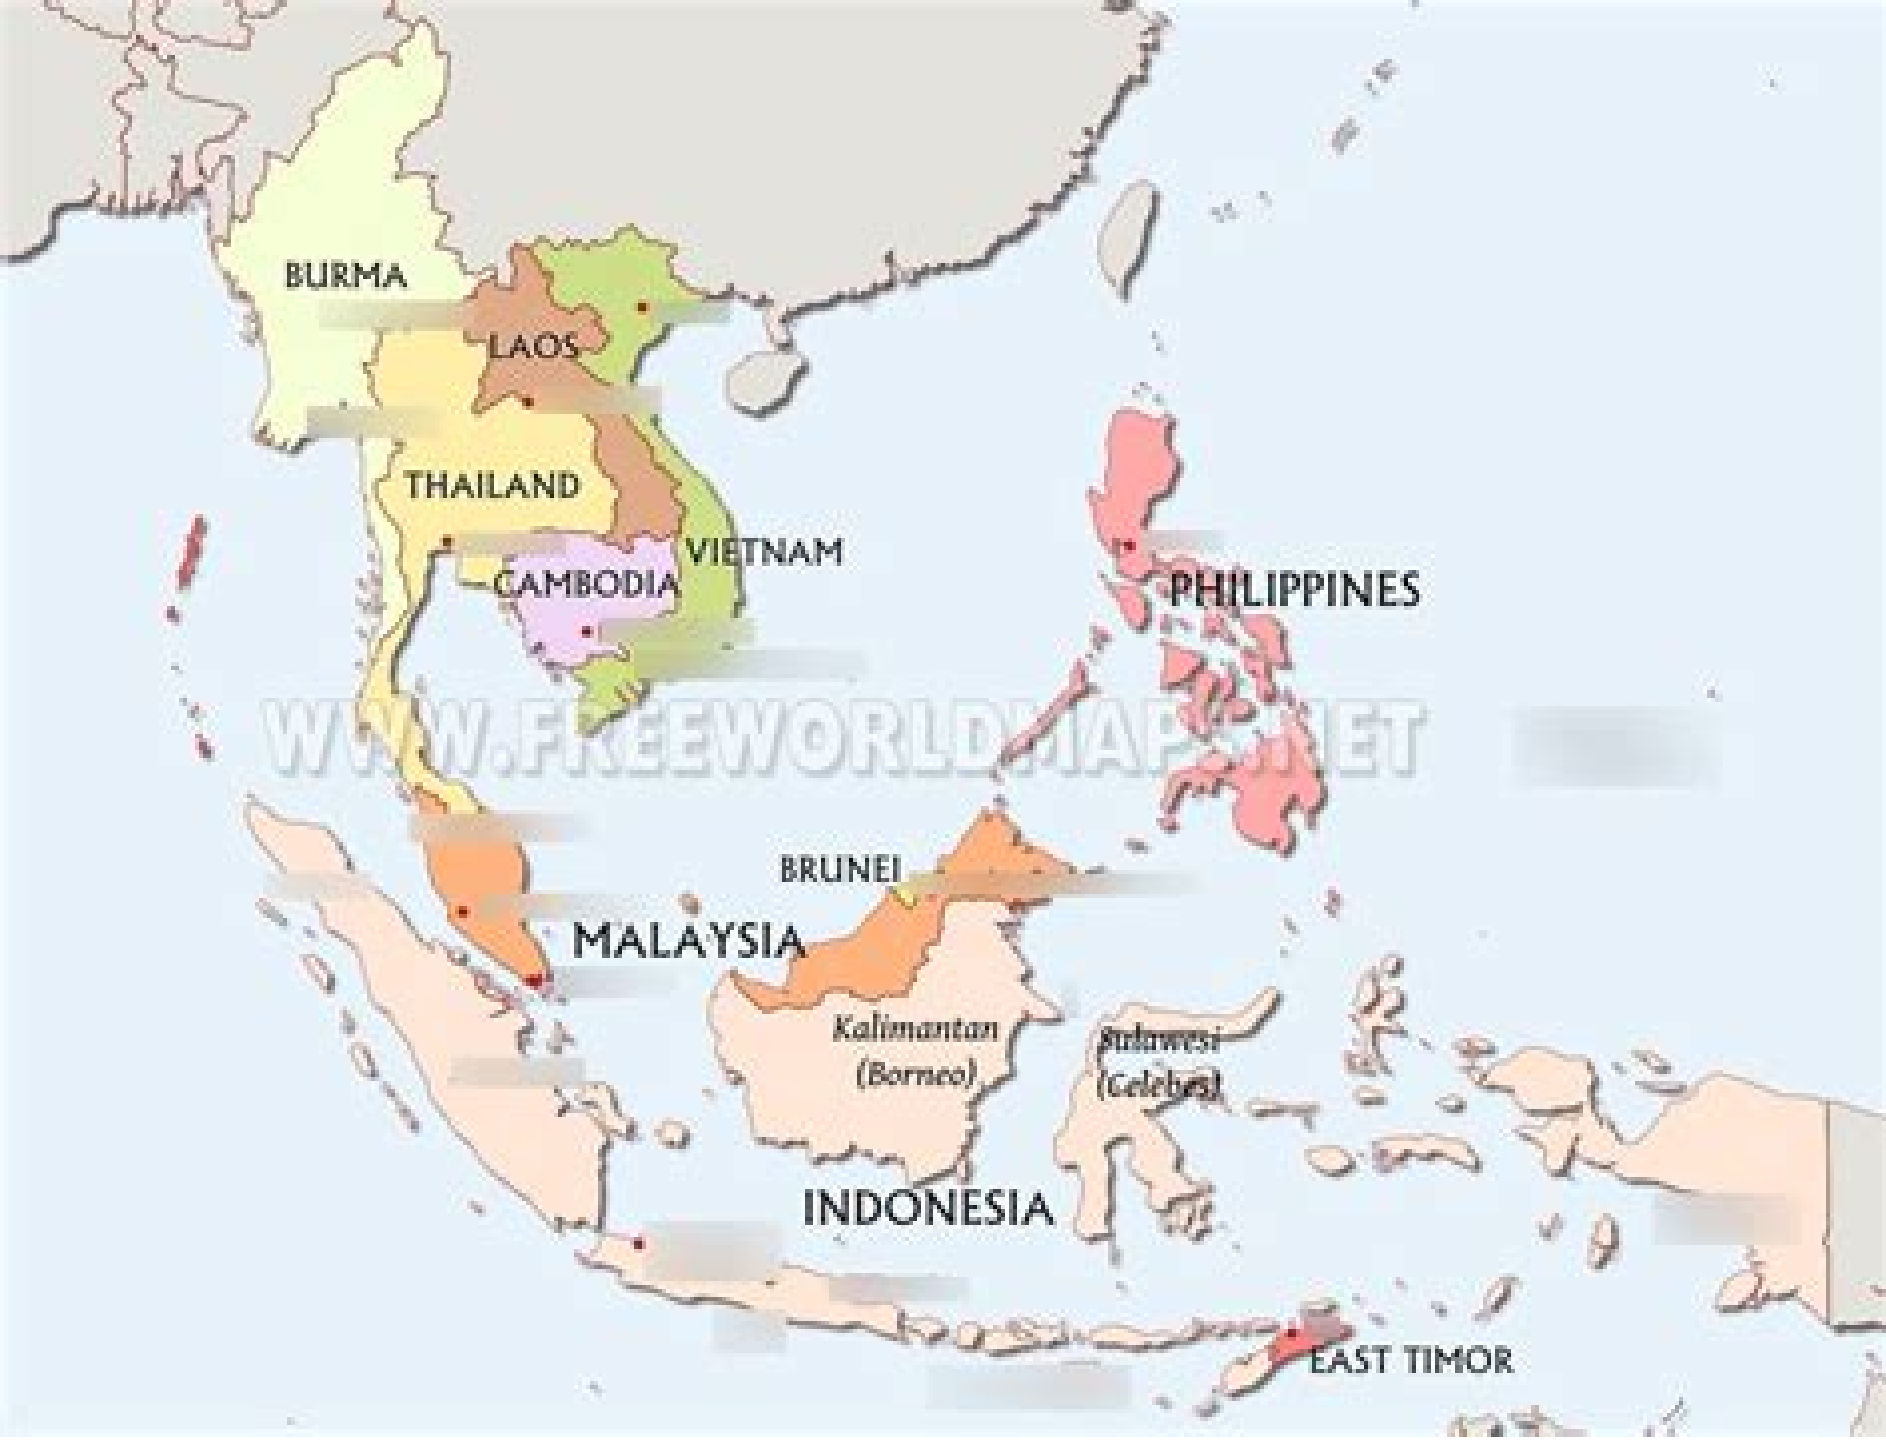 BURMA
LAOS
THAILAND
VIETNAM
CAMBODIA
PHILIPPINES
WWW.FREEWORLDMAPS.NET
BRUNEI
MALAYSIA
Kalimantan
(Borneo)
Sulawesi
(Celebes)
INDONESIA
EAST TIMOR